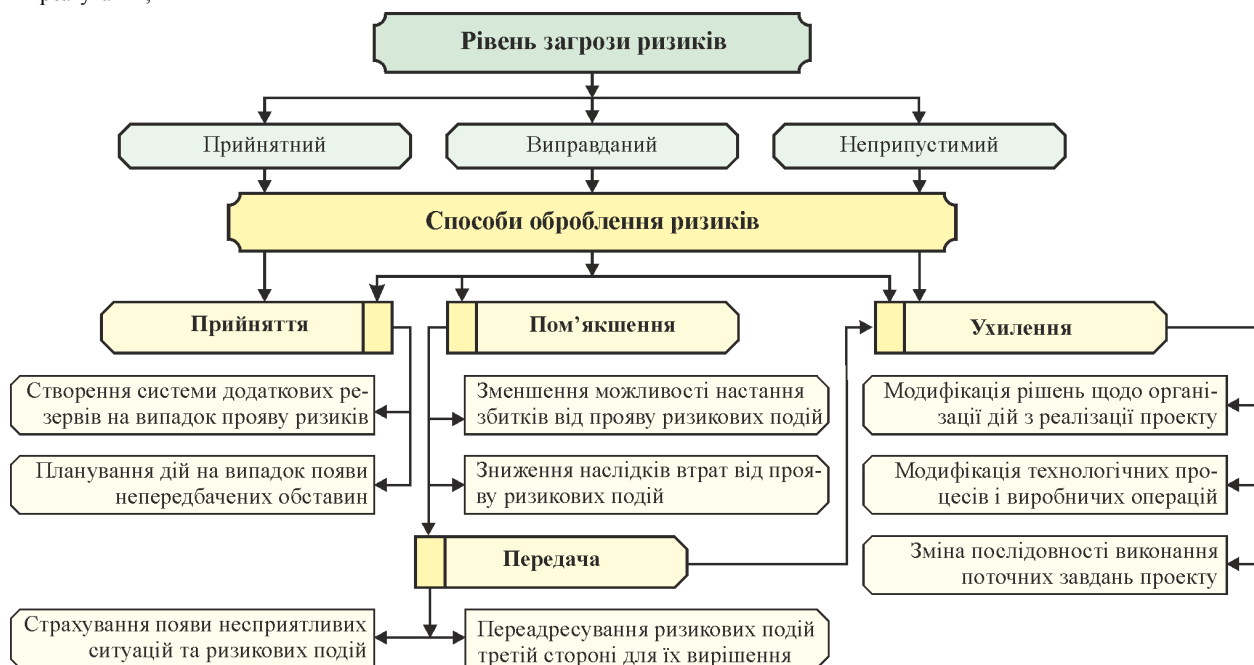 Рівень загрози ризиків
Прийнятний
Виправданий
Неприпустимий
Способи оброблення ризиків
Прийняття
Пом’якшення
Ухилення
Створення системи додаткових ре-
зервів на випадок прояву ризиків
Зменшення можливості настання
збитків від прояву ризикових подій
Модифікація рішень щодо органі-
зації дій з реалізації проекту
Планування дій на випадок появи
непередбачених обставин
Зниження наслідків втрат від проя-
ву ризикових подій
Модифікація технологічних про-
цесів і виробничих операцій
Передача
Зміна послідовності виконання
поточних завдань проекту
Страхування появи несприятливих
ситуацій та ризикових подій
Переадресування ризикових подій
третій стороні для їх вирішення